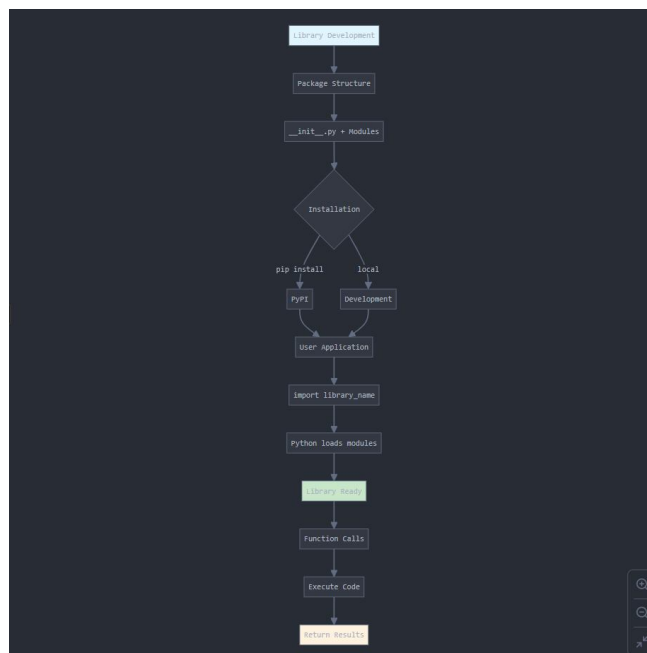 Library Development
Package Structure
__init__.py + Modules
Installation
pip install
local
PyPI
Development
User Application
import library_name
Python loads modules
Library Ready
Function Calls
Execute Code
Return Results